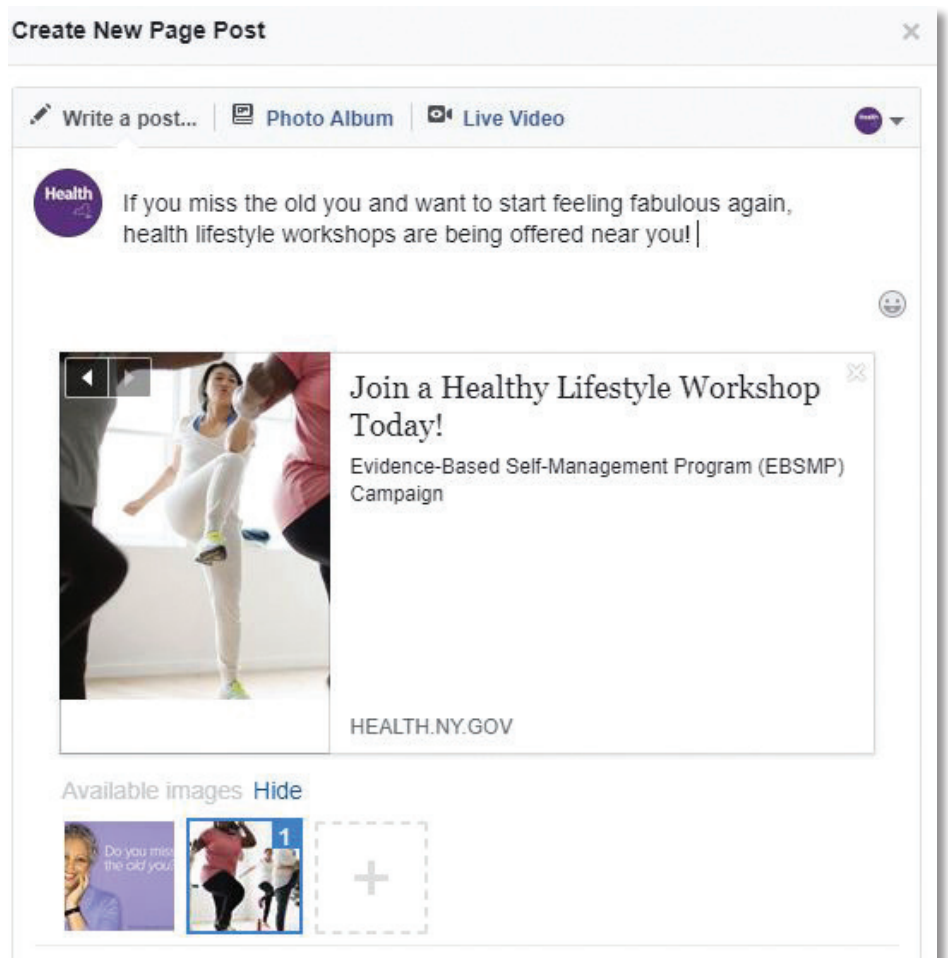 Create New Page Post
Write a post...
Photo Album
Live Video
Health
Health
If you miss the old you and want to start feeling fabulous again,
health lifestyle workshops are being offered near you!
Join a Healthy Lifestyle Workshop
Today!
Evidence-Based Self-Management Program (EBSMP)
Campaign
HEALTH.NY.GOV
Available images Hide
Do you miss
the old you?
1